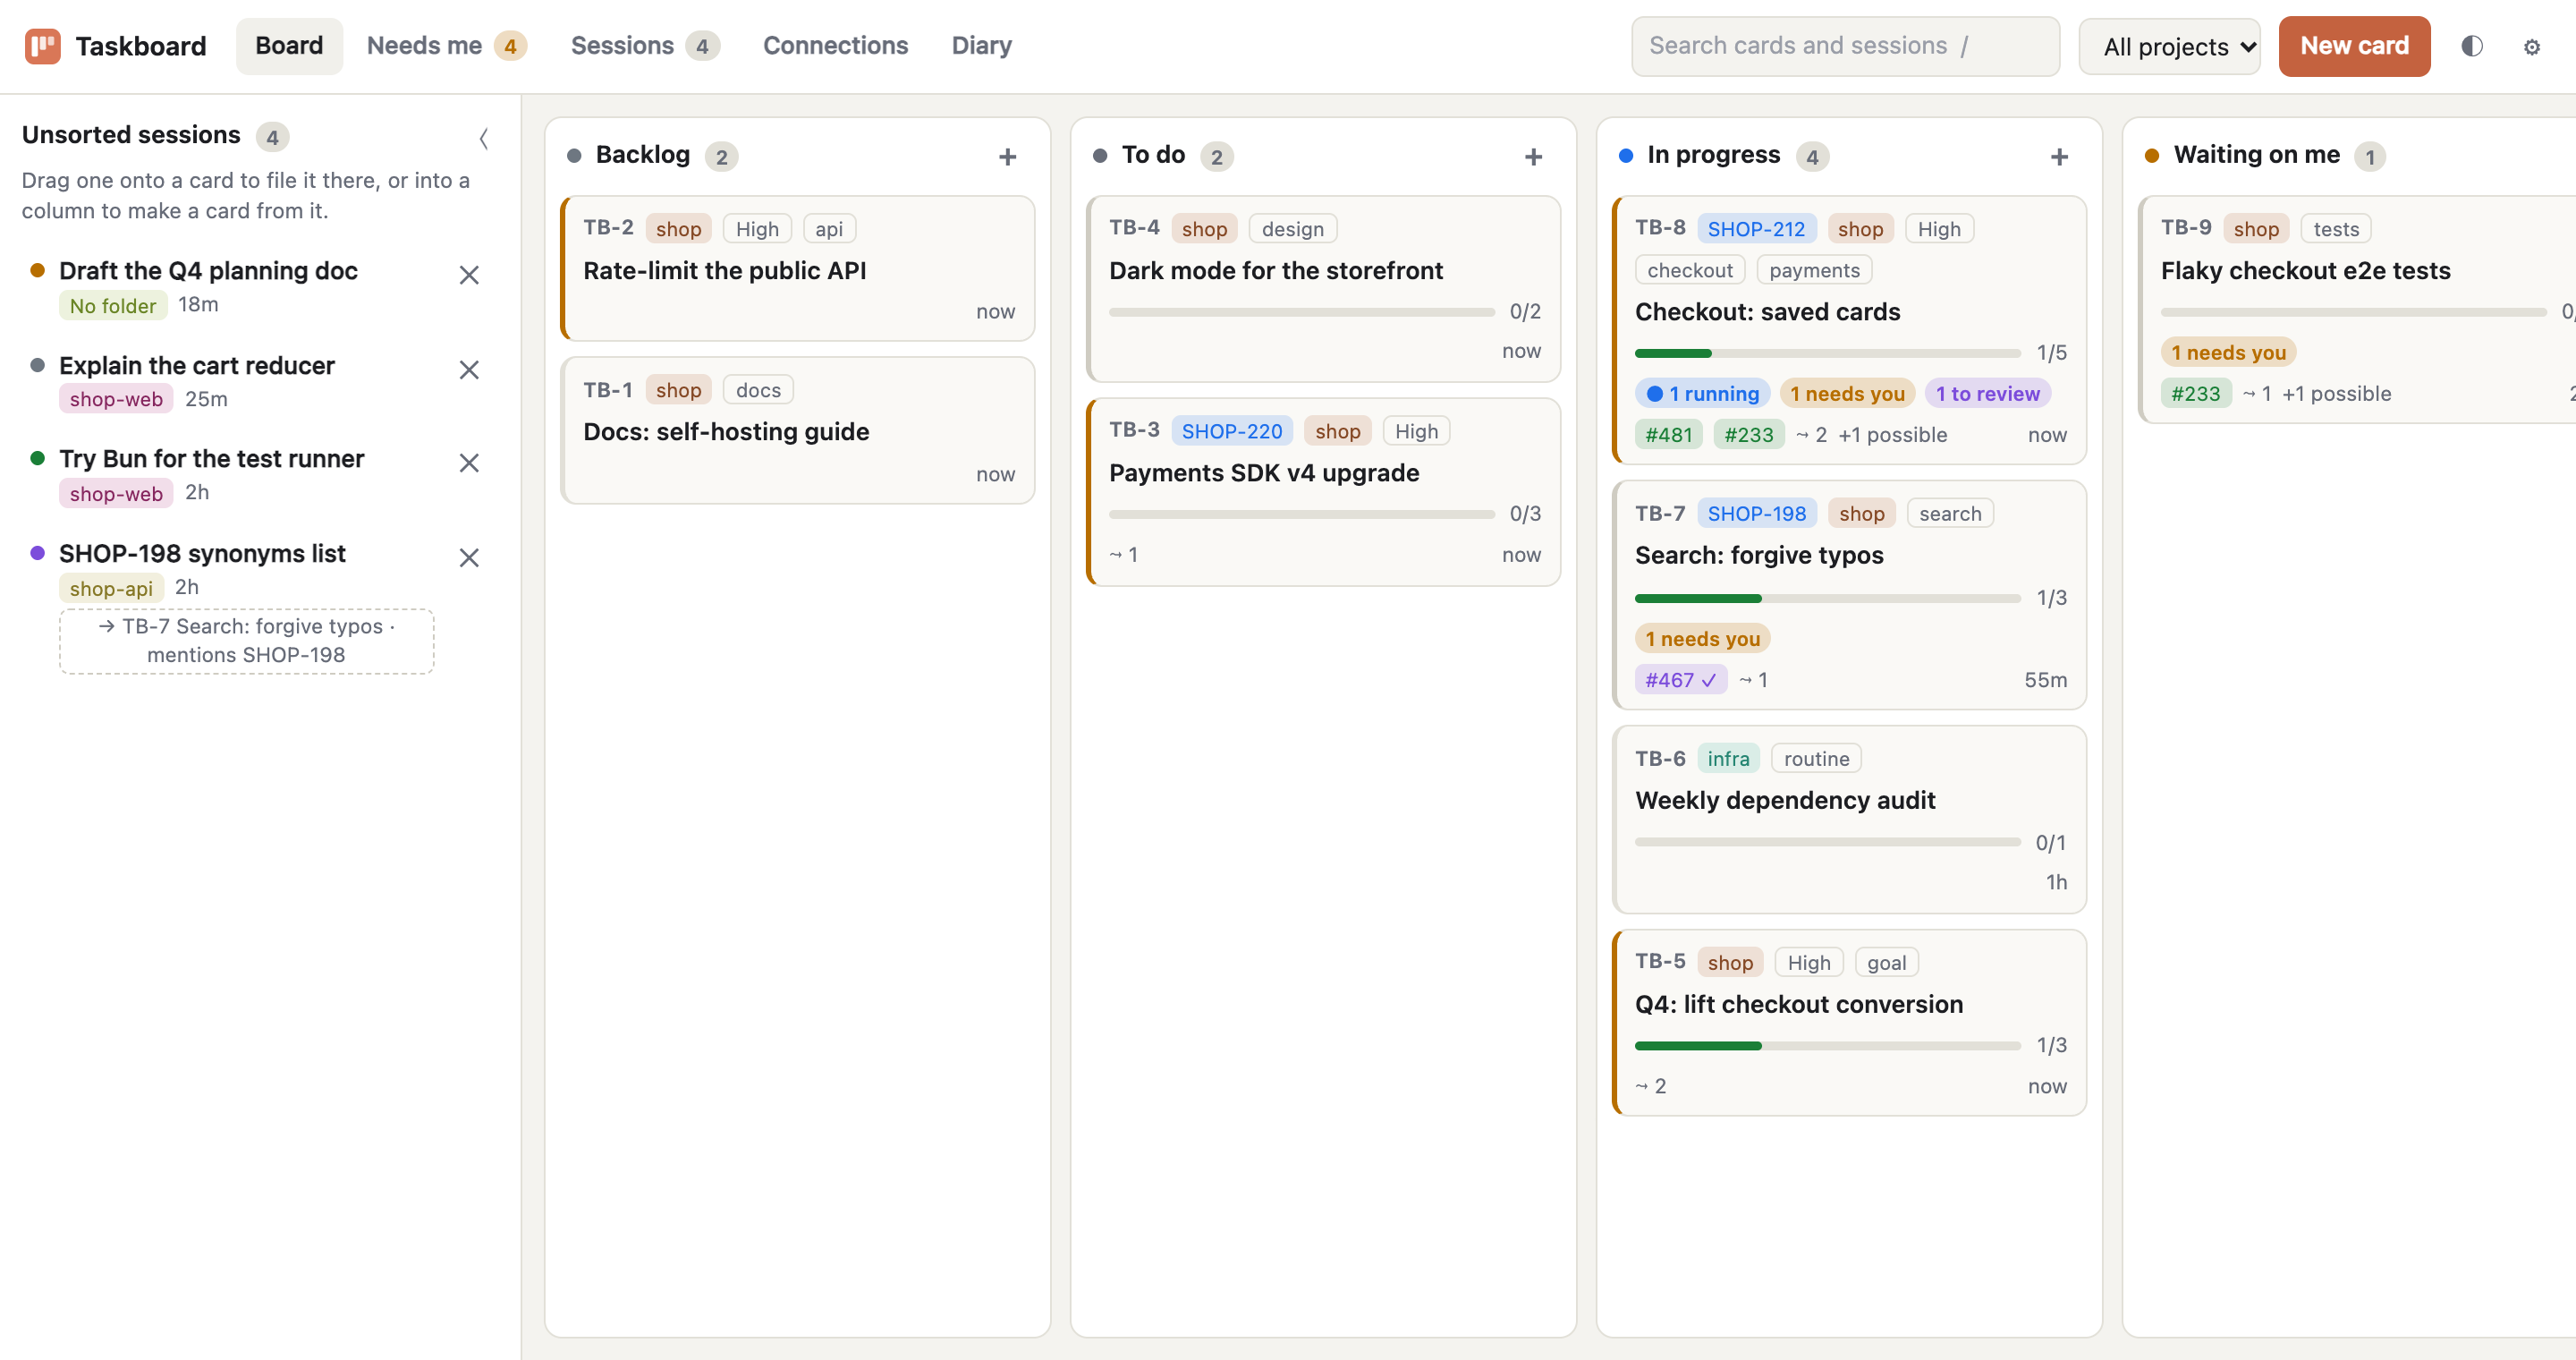 Taskboard
Board
Needs me 4
Sessions 4
Connections
Diary
Search cards and sessions /
All projects
New card
Unsorted sessions 4
Drag one onto a card to file it there, or into a
column to make a card from it.
Draft the Q4 planning doc
No folder 18m
Explain the cart reducer
shop-web 25m
Try Bun for the test runner
shop-web 2h
SHOP-198 synonyms list
shop-api 2h
→ TB-7 Search: forgive typos ·
mentions SHOP-198
Backlog 2 +
TB-2 shop High api
Rate-limit the public API
now
TB-1 shop docs
Docs: self-hosting guide
now
To do 2 +
TB-4 shop design
Dark mode for the storefront
0/2
now
TB-3 SHOP-220 shop High
Payments SDK v4 upgrade
0/3
⤳ 1 now
In progress 4 +
TB-8 SHOP-212 shop High
checkout payments
Checkout: saved cards
1/5
1 running 1 needs you 1 to review
#481 #233 ⤳ 2 +1 possible now
TB-7 SHOP-198 shop search
Search: forgive typos
1/3
1 needs you
#467 ✓ ⤳ 1 55m
TB-6 infra routine
Weekly dependency audit
0/1
1h
TB-5 shop High goal
Q4: lift checkout conversion
1/3
⤳ 2 now
Waiting on me 1
TB-9 shop tests
Flaky checkout e2e tests
1 needs you
#233 ⤳ 1 +1 possible